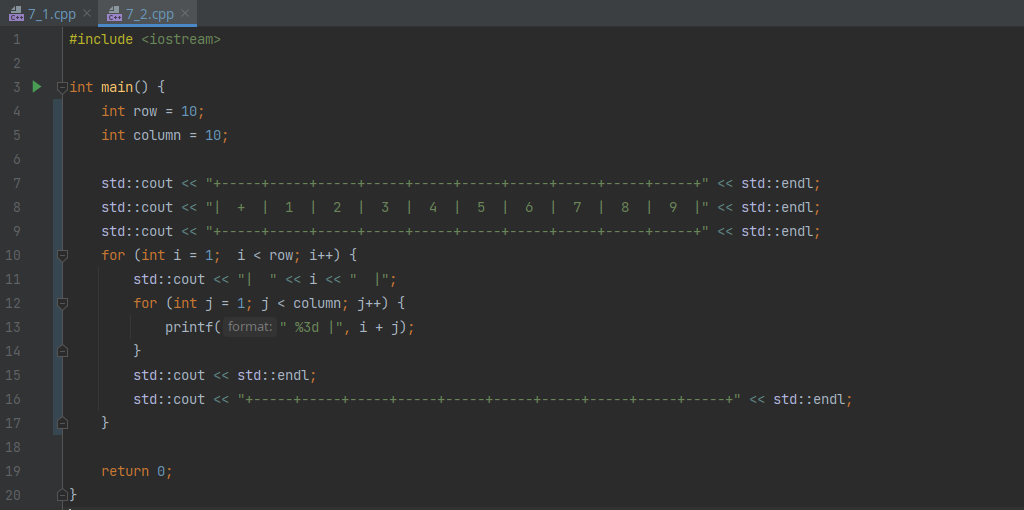 7_1.cpp × 7_2.cpp ×
1 #include <iostream>
2
3 int main() {
4     int row = 10;
5     int column = 10;
6
7     std::cout << "+-----+-----+-----+-----+-----+-----+-----+-----+-----+-----+" << std::endl;
8     std::cout << "|  +  |  1  |  2  |  3  |  4  |  5  |  6  |  7  |  8  |  9  |" << std::endl;
9     std::cout << "+-----+-----+-----+-----+-----+-----+-----+-----+-----+-----+" << std::endl;
10     for (int i = 1;  i < row; i++) {
11         std::cout << "|  " << i << "  |";
12         for (int j = 1; j < column; j++) {
13             printf( format: " %3d |", i + j);
14         }
15         std::cout << std::endl;
16         std::cout << "+-----+-----+-----+-----+-----+-----+-----+-----+-----+-----+" << std::endl;
17     }
18
19     return 0;
20 }